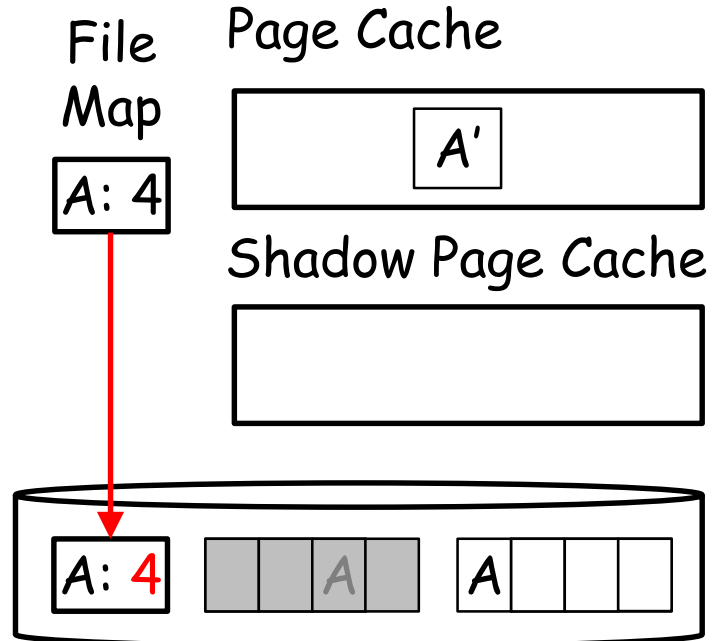 File
Map
Page Cache
A'
A: 4
Shadow Page Cache
A: 4
A
A